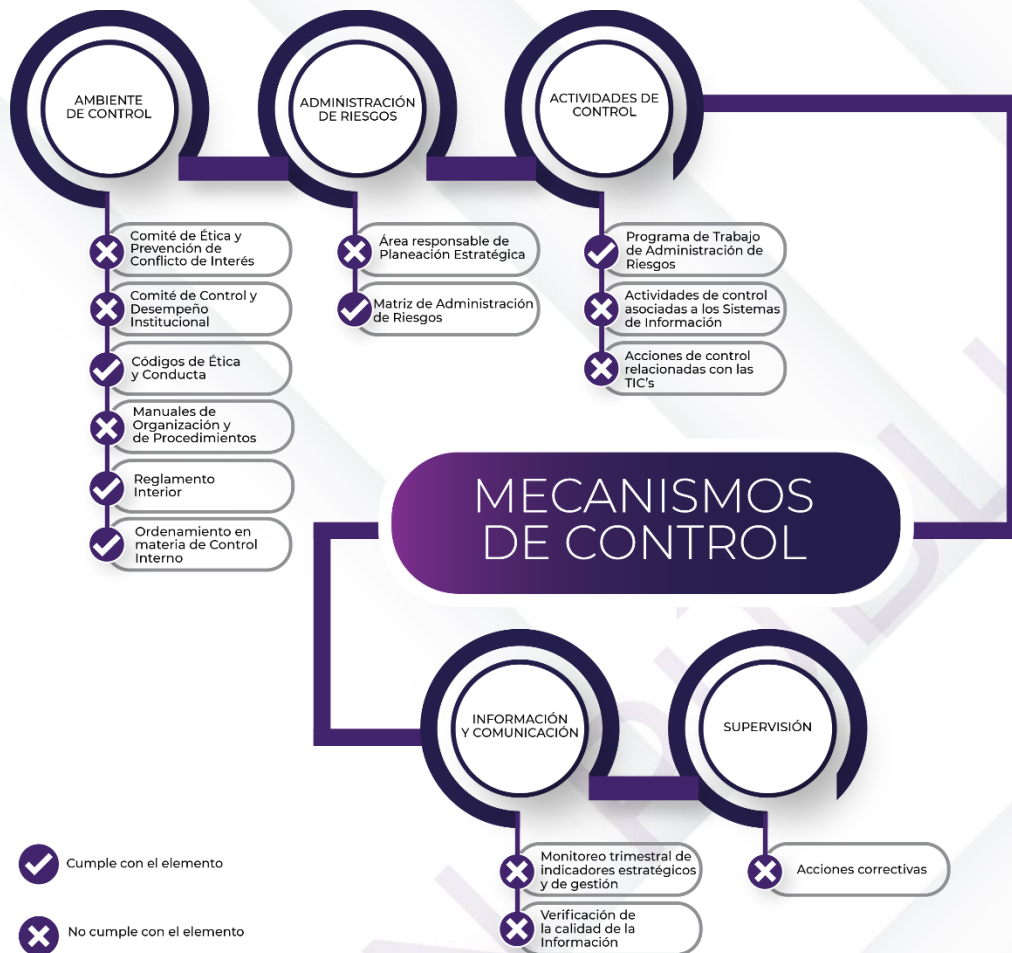 AMBIENTE
DE CONTROL
Comité de Ética y
Prevención de
Conflicto de Interés
Comité de Control y
Desempeño
Institucional
Códigos de Ética
y Conducta
Manuales de
Organización y
de Procedimientos
Reglamento
Interior
Ordenamiento en
materia de Control
Interno
ADMINISTRACIÓN
DE RIESGOS
Área responsable de
Planeación Estratégica
Matriz de Administración
de Riesgos
ACTIVIDADES DE
CONTROL
Programa de Trabajo
de Administración de
Riesgos
Actividades de control
asociadas a los Sistemas
de Información
Acciones de control
relacionadas con las
TIC's
MECANISMOS
DE CONTROL
INFORMACIÓN
Y COMUNICACIÓN
Monitoreo trimestral de
indicadores estratégicos
y de gestión
Verificación de
la calidad de la
Información
SUPERVISIÓN
Acciones correctivas
Cumple con el elemento
No cumple con el elemento